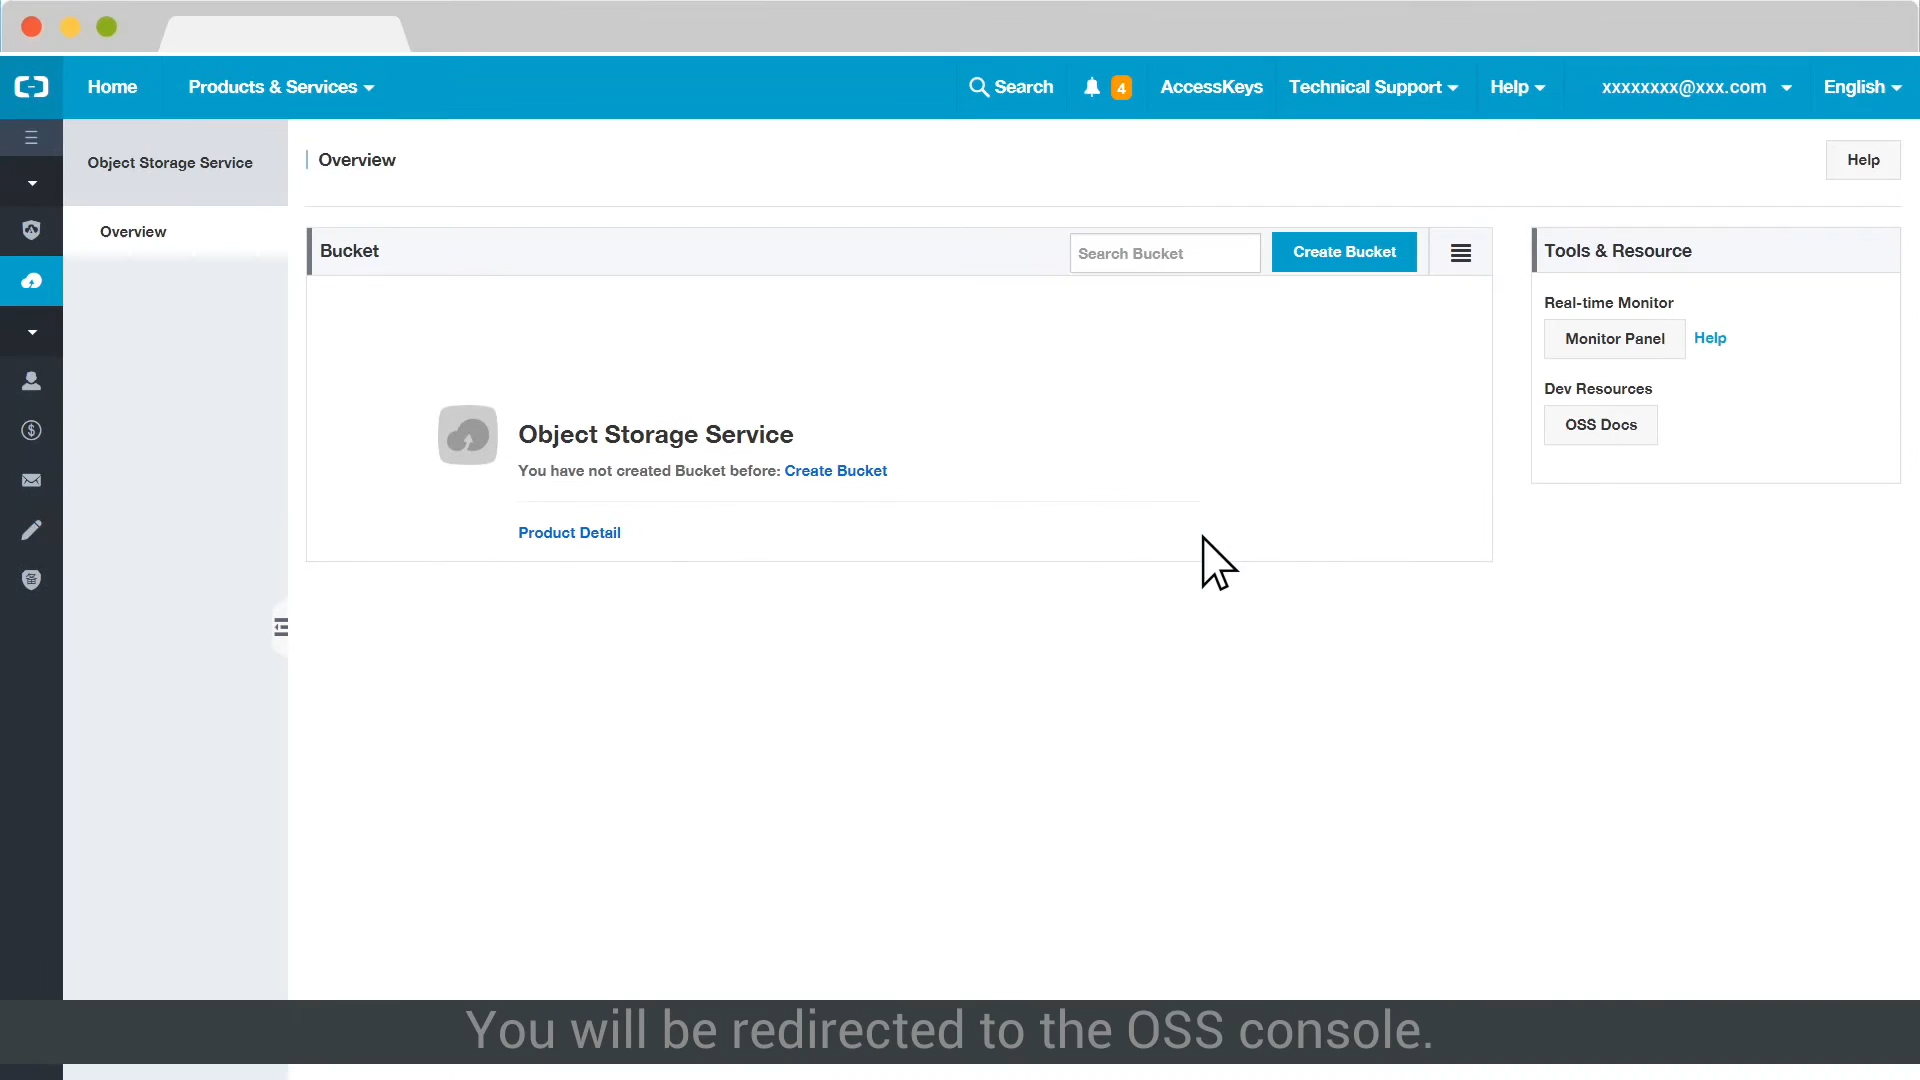 Home
Products & Services
Search
4
AccessKeys
Technical Support
Help
xxxxxxxx@xxx.com
English
Object Storage Service
Overview
Overview
Help
Bucket
Search Bucket
Create Bucket
Object Storage Service
You have not created Bucket before: Create Bucket
Product Detail
Tools & Resource
Real-time Monitor
Monitor Panel
Help
Dev Resources
OSS Docs
备
You will be redirected to the OSS console.